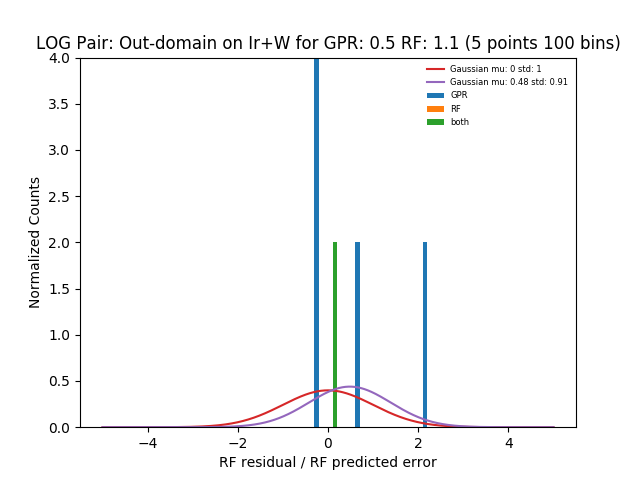 LOG Pair: Out-domain on Ir+W for GPR: 0.5 RF: 1.1 (5 points 100 bins)
Gaussian mu: 0 std: 1
Gaussian mu: 0.48 std: 0.91
GPR
RF
both
Normalized Counts
4.0
3.5
3.0
2.5
2.0
1.5
1.0
0.5
0.0
−4
−2
0
2
4
RF residual / RF predicted error